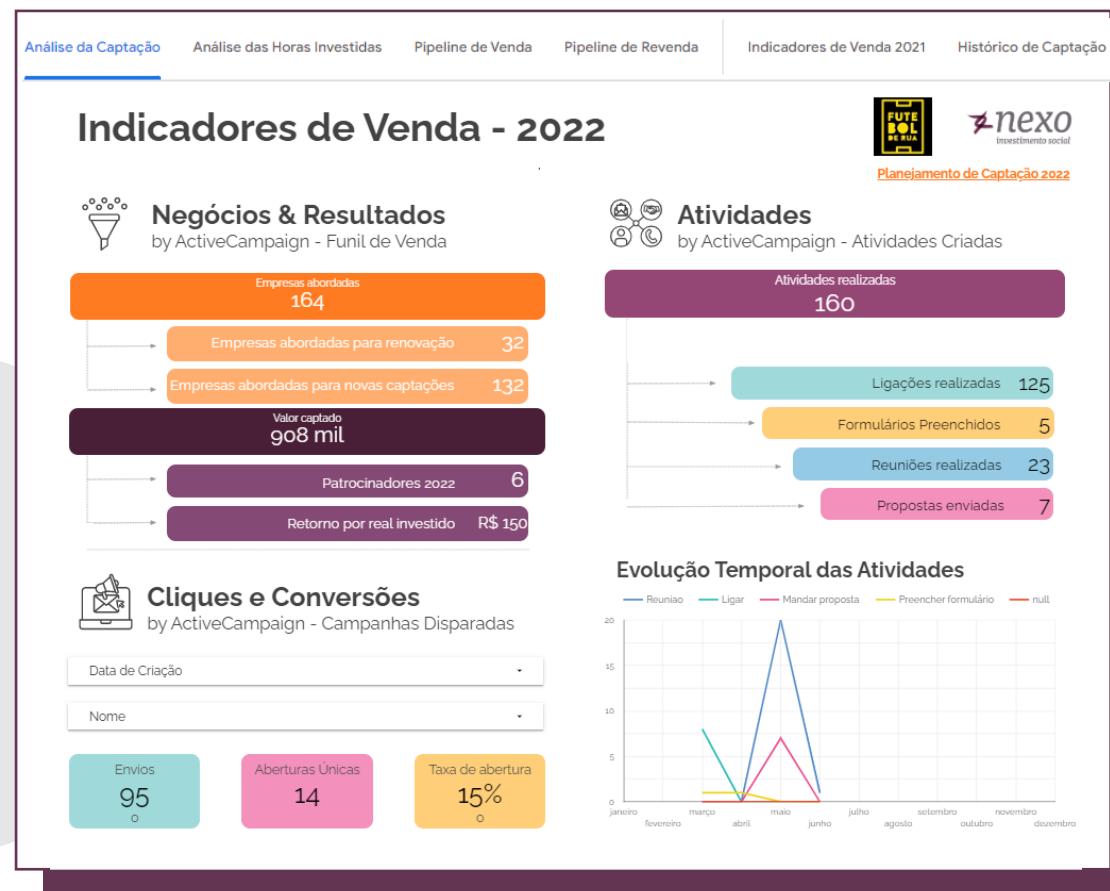 Análise da Captação
Análise das Horas Investidas
Pipeline de Venda
Pipeline de Revenda
Indicadores de Venda 2021
Histórico de Captação
Indicadores de Venda - 2022
FUTE
BOL
DE RUA
nexo
investimento social
Planejamento de Captação 2022
Negócios & Resultados
by ActiveCampaign - Funil de Venda
Empresas abordadas
164
Empresas abordadas para renovação 32
Empresas abordadas para novas captações 132
Valor captado
908 mil
Patrocinadores 2022 6
Retorno por real investido R$ 150
Atividades
by ActiveCampaign - Atividades Criadas
Atividades realizadas
160
Ligações realizadas 125
Formulários Preenchidos 5
Reuniões realizadas 23
Propostas enviadas 7
Cliques e Conversões
by ActiveCampaign - Campanhas Disparadas
Data de Criação
Nome
Envios
95
0
Aberturas Únicas
14
Taxa de abertura
15%
0
Evolução Temporal das Atividades
Reuniao Ligar Mandar proposta Preencher formulário null
20
15
10
5
0
janeiro março maio julho setembro novembro
fevereiro abril junho agosto outubro dezembro